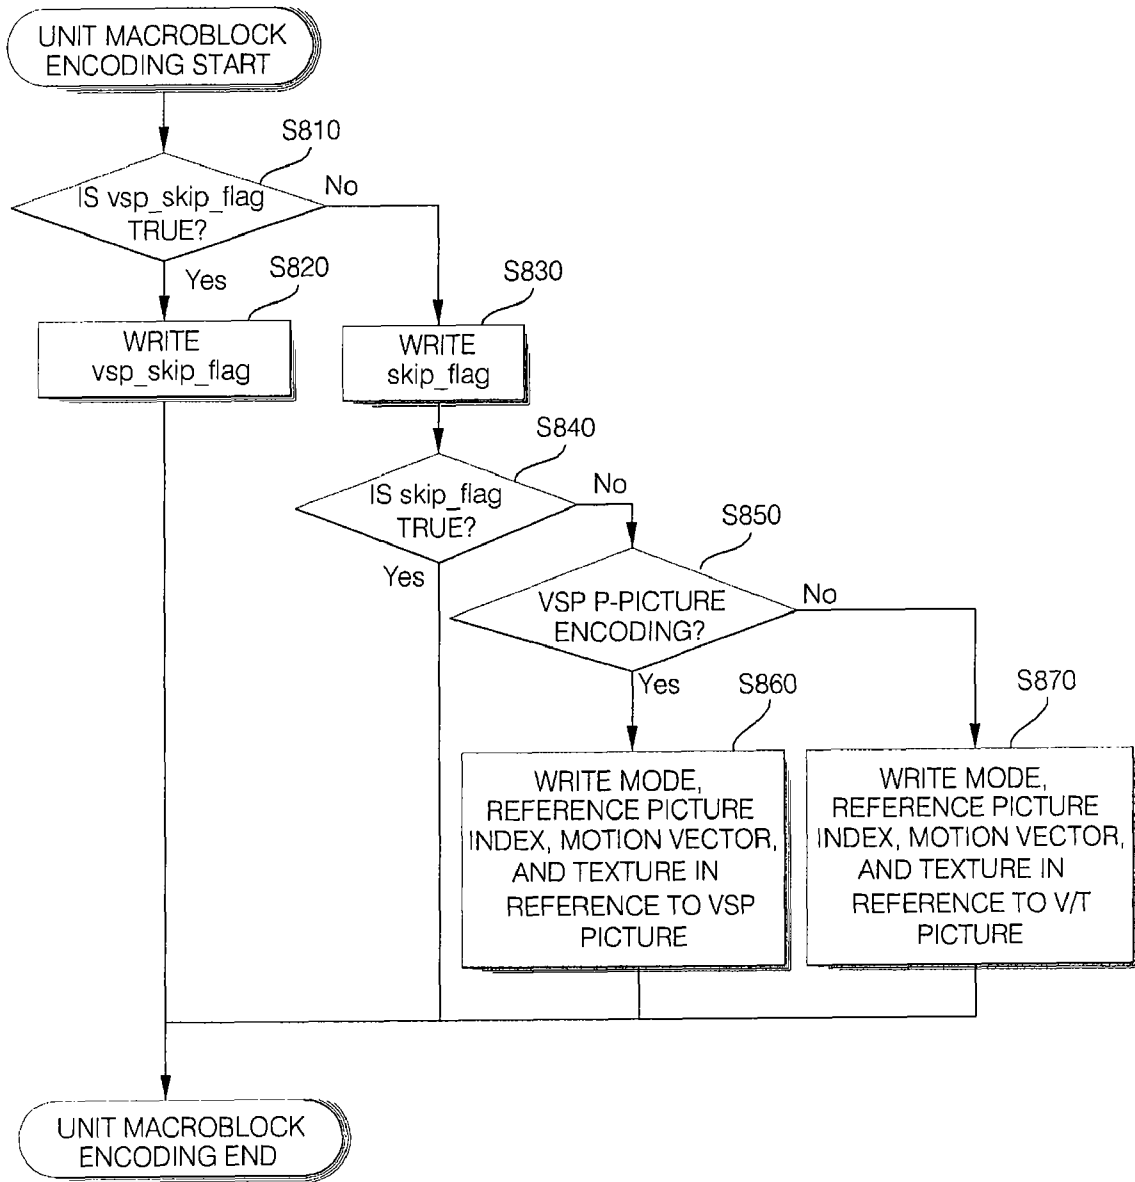 UNIT MACROBLOCK
ENCODING START
S810
IS vsp_skip_flag
TRUE?
No
Yes
S820
WRITE
vsp_skip_flag
S830
WRITE
skip_flag
S840
IS skip_flag
TRUE?
No
Yes
S850
VSP P-PICTURE
ENCODING?
No
Yes
S860
WRITE MODE,
REFERENCE PICTURE
INDEX, MOTION VECTOR,
AND TEXTURE IN
REFERENCE TO VSP
PICTURE
S870
WRITE MODE,
REFERENCE PICTURE
INDEX, MOTION VECTOR,
AND TEXTURE IN
REFERENCE TO V/T
PICTURE
UNIT MACROBLOCK
ENCODING END